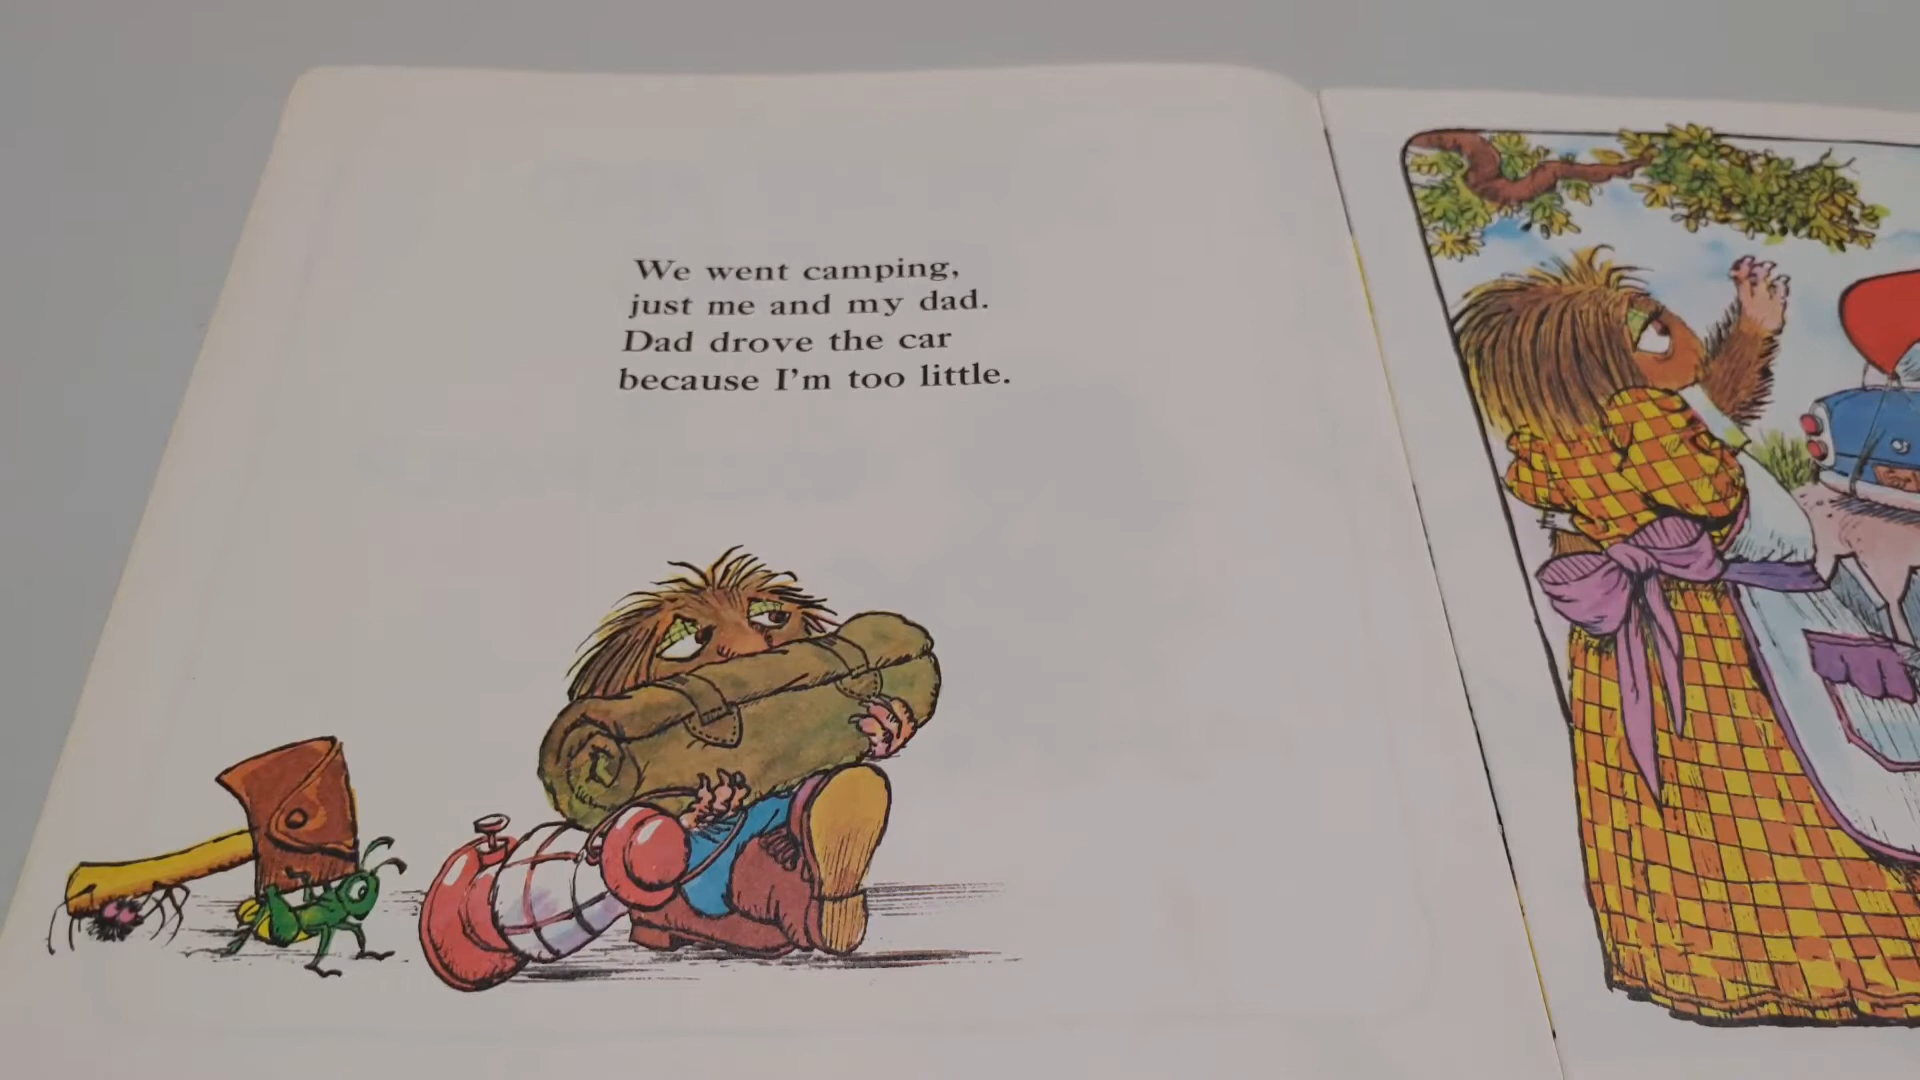 We went camping,
just me and my dad.
Dad drove the car
because I'm too little.